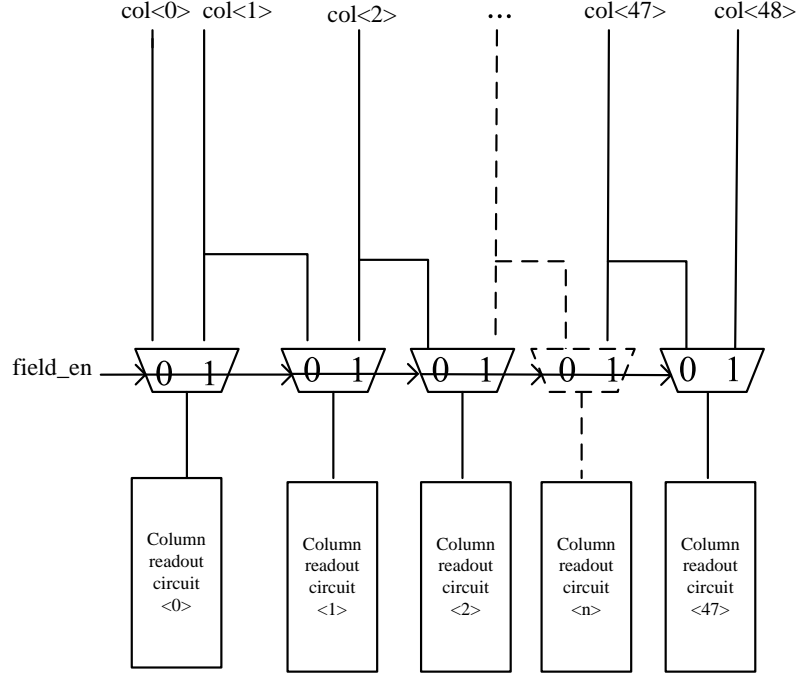 col<0> col<1> col<2> ... col<47> col<48>
field_en 0 1 0 1 0 1 0 1 0 1
Column
readout
circuit
<0>
Column
readout
circuit
<1>
Column
readout
circuit
<2>
Column
readout
circuit
<n>
Column
readout
circuit
<47>